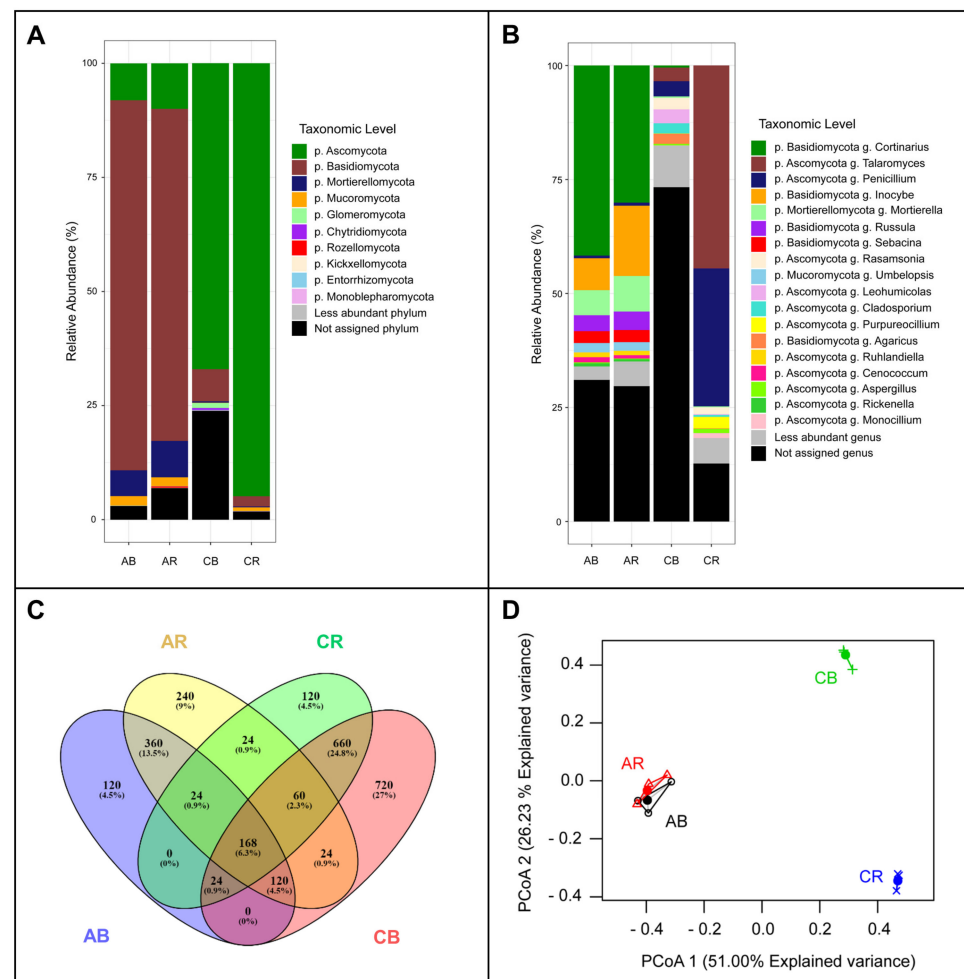 A
100
75
50
25
0
Relative Abundance (%)
AB
AR
CB
CR
Taxonomic Level
p. Ascomycota
p. Basidiomycota
p. Mortierellomycota
p. Mucoromycota
p. Glomeromycota
p. Chytridiomycota
p. Rozellomycota
p. Kickxellomycota
p. Entorrhizomycota
p. Monoblepharomycota
Less abundant phylum
Not assigned phylum
B
100
75
50
25
0
Relative Abundance (%)
AB
AR
CB
CR
Taxonomic Level
p. Basidiomycota g. Cortinarius
p. Ascomycota g. Talaromyces
p. Ascomycota g. Penicillium
p. Basidiomycota g. Inocybe
p. Mortierellomycota g. Mortierella
p. Basidiomycota g. Russula
p. Basidiomycota g. Sebacina
p. Ascomycota g. Rasamsonia
p. Mucoromycota g. Umbelopsis
p. Ascomycota g. Leohumicolas
p. Ascomycota g. Cladosporium
p. Ascomycota g. Purpureocillium
p. Basidiomycota g. Agaricus
p. Ascomycota g. Ruhlandiella
p. Ascomycota g. Cenococcum
p. Ascomycota g. Aspergillus
p. Ascomycota g. Rickenella
p. Ascomycota g. Monocillium
Less abundant genus
Not assigned genus
C
AR
CR
240
(9%)
120
(4.5%)
360
(13.5%)
24
(0.9%)
660
(24.8%)
120
(4.5%)
24
(0.9%)
60
(2.3%)
720
(27%)
168
(6.3%)
0
(0%)
24
(0.9%)
24
(0.9%)
120
(4.5%)
0
(0%)
AB
CB
D
PCoA 2 (26.23 % Explained variance)
0.4
0.2
0.0
- 0.2
- 0.4
CB
AR
AB
CR
- 0.4
- 0.2
0.0
0.2
0.4
PCoA 1 (51.00% Explained variance)